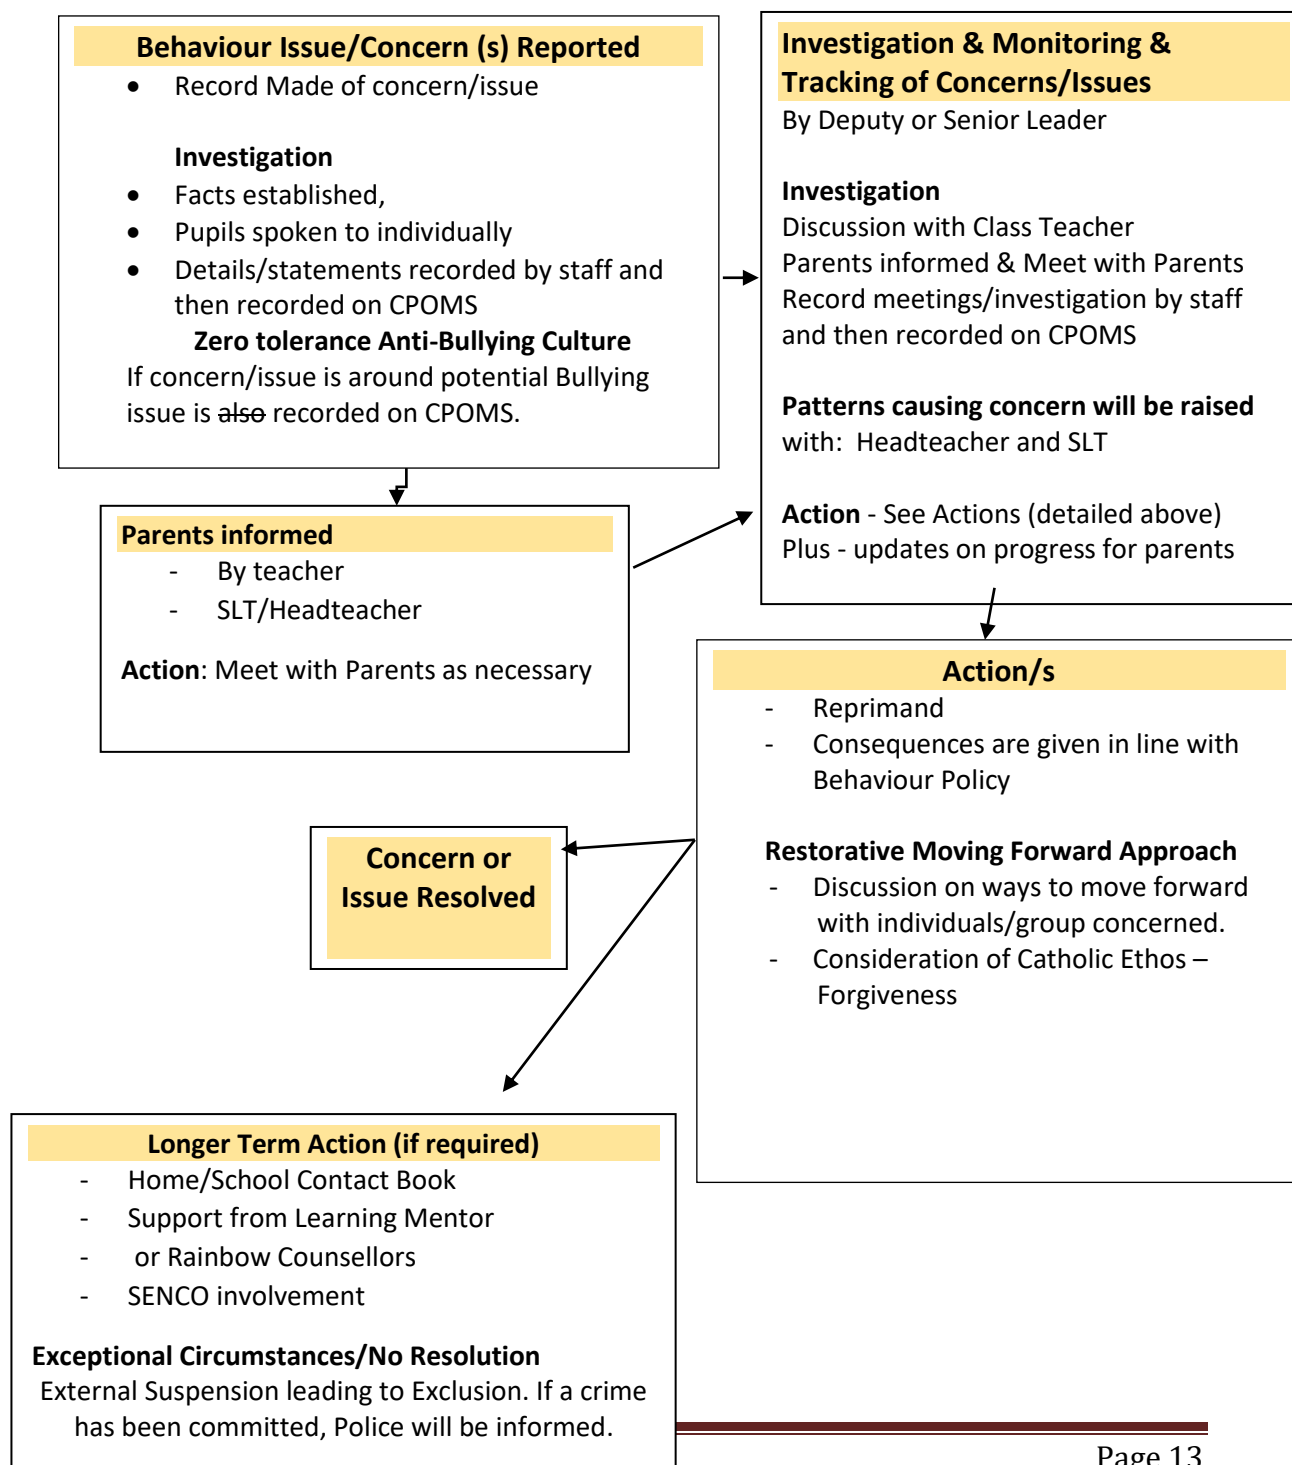 Behaviour Issue/Concern (s) Reported
• Record Made of concern/issue
Investigation
• Facts established,
• Pupils spoken to individually
• Details/statements recorded by staff and
then recorded on CPOMS
Zero tolerance Anti-Bullying Culture
If concern/issue is around potential Bullying
issue is also recorded on CPOMS.
Investigation & Monitoring &
Tracking of Concerns/Issues
By Deputy or Senior Leader
Investigation
Discussion with Class Teacher
Parents informed & Meet with Parents
Record meetings/investigation by staff
and then recorded on CPOMS
Patterns causing concern will be raised
with: Headteacher and SLT
Action - See Actions (detailed above)
Plus - updates on progress for parents
Parents informed
- By teacher
- SLT/Headteacher
Action: Meet with Parents as necessary
Action/s
- Reprimand
- Consequences are given in line with
Behaviour Policy
Restorative Moving Forward Approach
- Discussion on ways to move forward
with individuals/group concerned.
- Consideration of Catholic Ethos –
Forgiveness
Concern or
Issue Resolved
Longer Term Action (if required)
- Home/School Contact Book
- Support from Learning Mentor
- or Rainbow Counsellors
- SENCO involvement
Exceptional Circumstances/No Resolution
External Suspension leading to Exclusion. If a crime
has been committed, Police will be informed.
Page 13